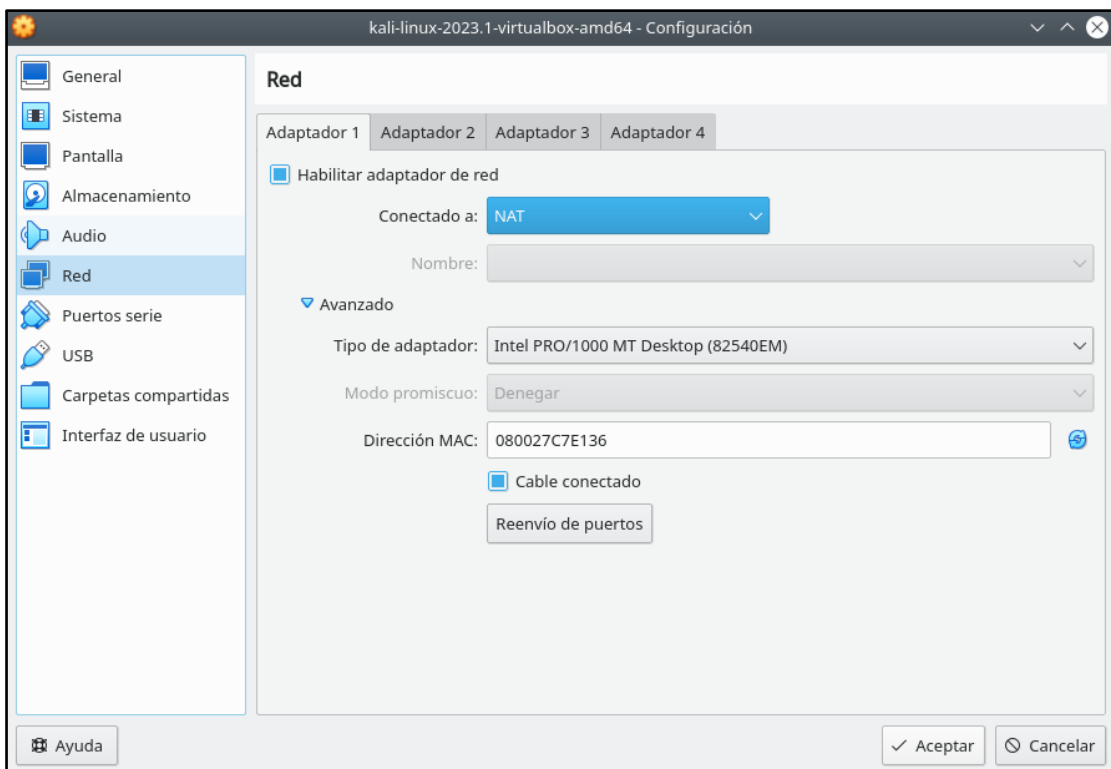 kali-linux-2023.1-virtualbox-amd64 - Configuración
General
Sistema
Pantalla
Almacenamiento
Audio
Red
Puertos serie
USB
Carpetas compartidas
Interfaz de usuario
Red
Adaptador 1 Adaptador 2 Adaptador 3 Adaptador 4
Habilitar adaptador de red
Conectado a: NAT
Nombre:
Avanzado
Tipo de adaptador: Intel PRO/1000 MT Desktop (82540EM)
Modo promiscuo: Denegar
Dirección MAC: 080027C7E136
Cable conectado
Reenvío de puertos
Ayuda Aceptar Cancelar